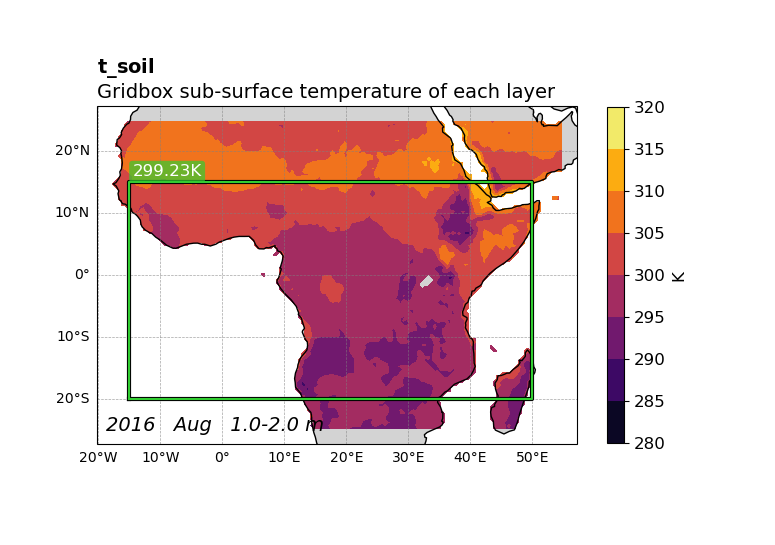 t_soil
Gridbox sub-surface temperature of each layer
320
315
310
305
300
295
290
285
280
K
20°N
10°N
0°
10°S
20°S
299.23K
2016 Aug 1.0-2.0 m
20°W 10°W 0° 10°E 20°E 30°E 40°E 50°E